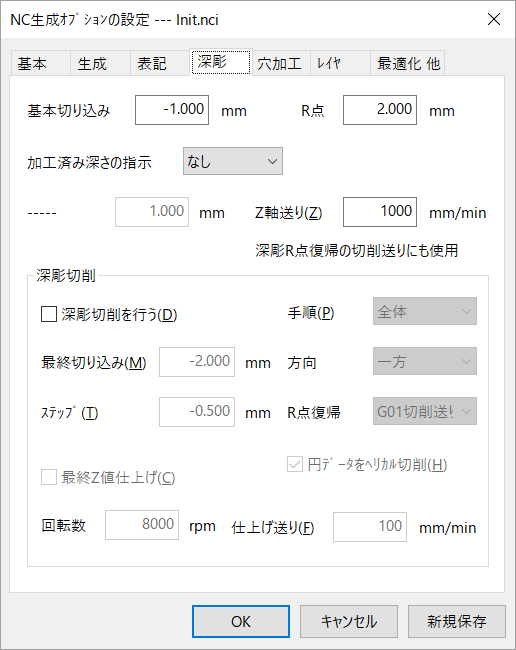 NC生成ｵﾌﾟｼｮﾝの設定 --- Init.nci
基本 生成 表記 深彫 穴加工 ﾚｲﾔ 最適化 他
基本切り込み -1.000 mm R点 2.000 mm
加工済み深さの指示 なし
----- 1.000 mm Z軸送り(Z) 1000 mm/min
深彫R点復帰の切削送りにも使用
深彫切削
深彫切削を行う(D) 手順(P) 全体
最終切り込み(M) -2.000 mm 方向 一方
ｽﾃｯﾌﾟ(T) -0.500 mm R点復帰 G01切削送り
円ﾃﾞｰﾀをﾍﾘｶﾙ切削(H)
最終Z値仕上げ(C)
回転数 8000 rpm 仕上げ送り(F) 100 mm/min
OK キャンセル 新規保存